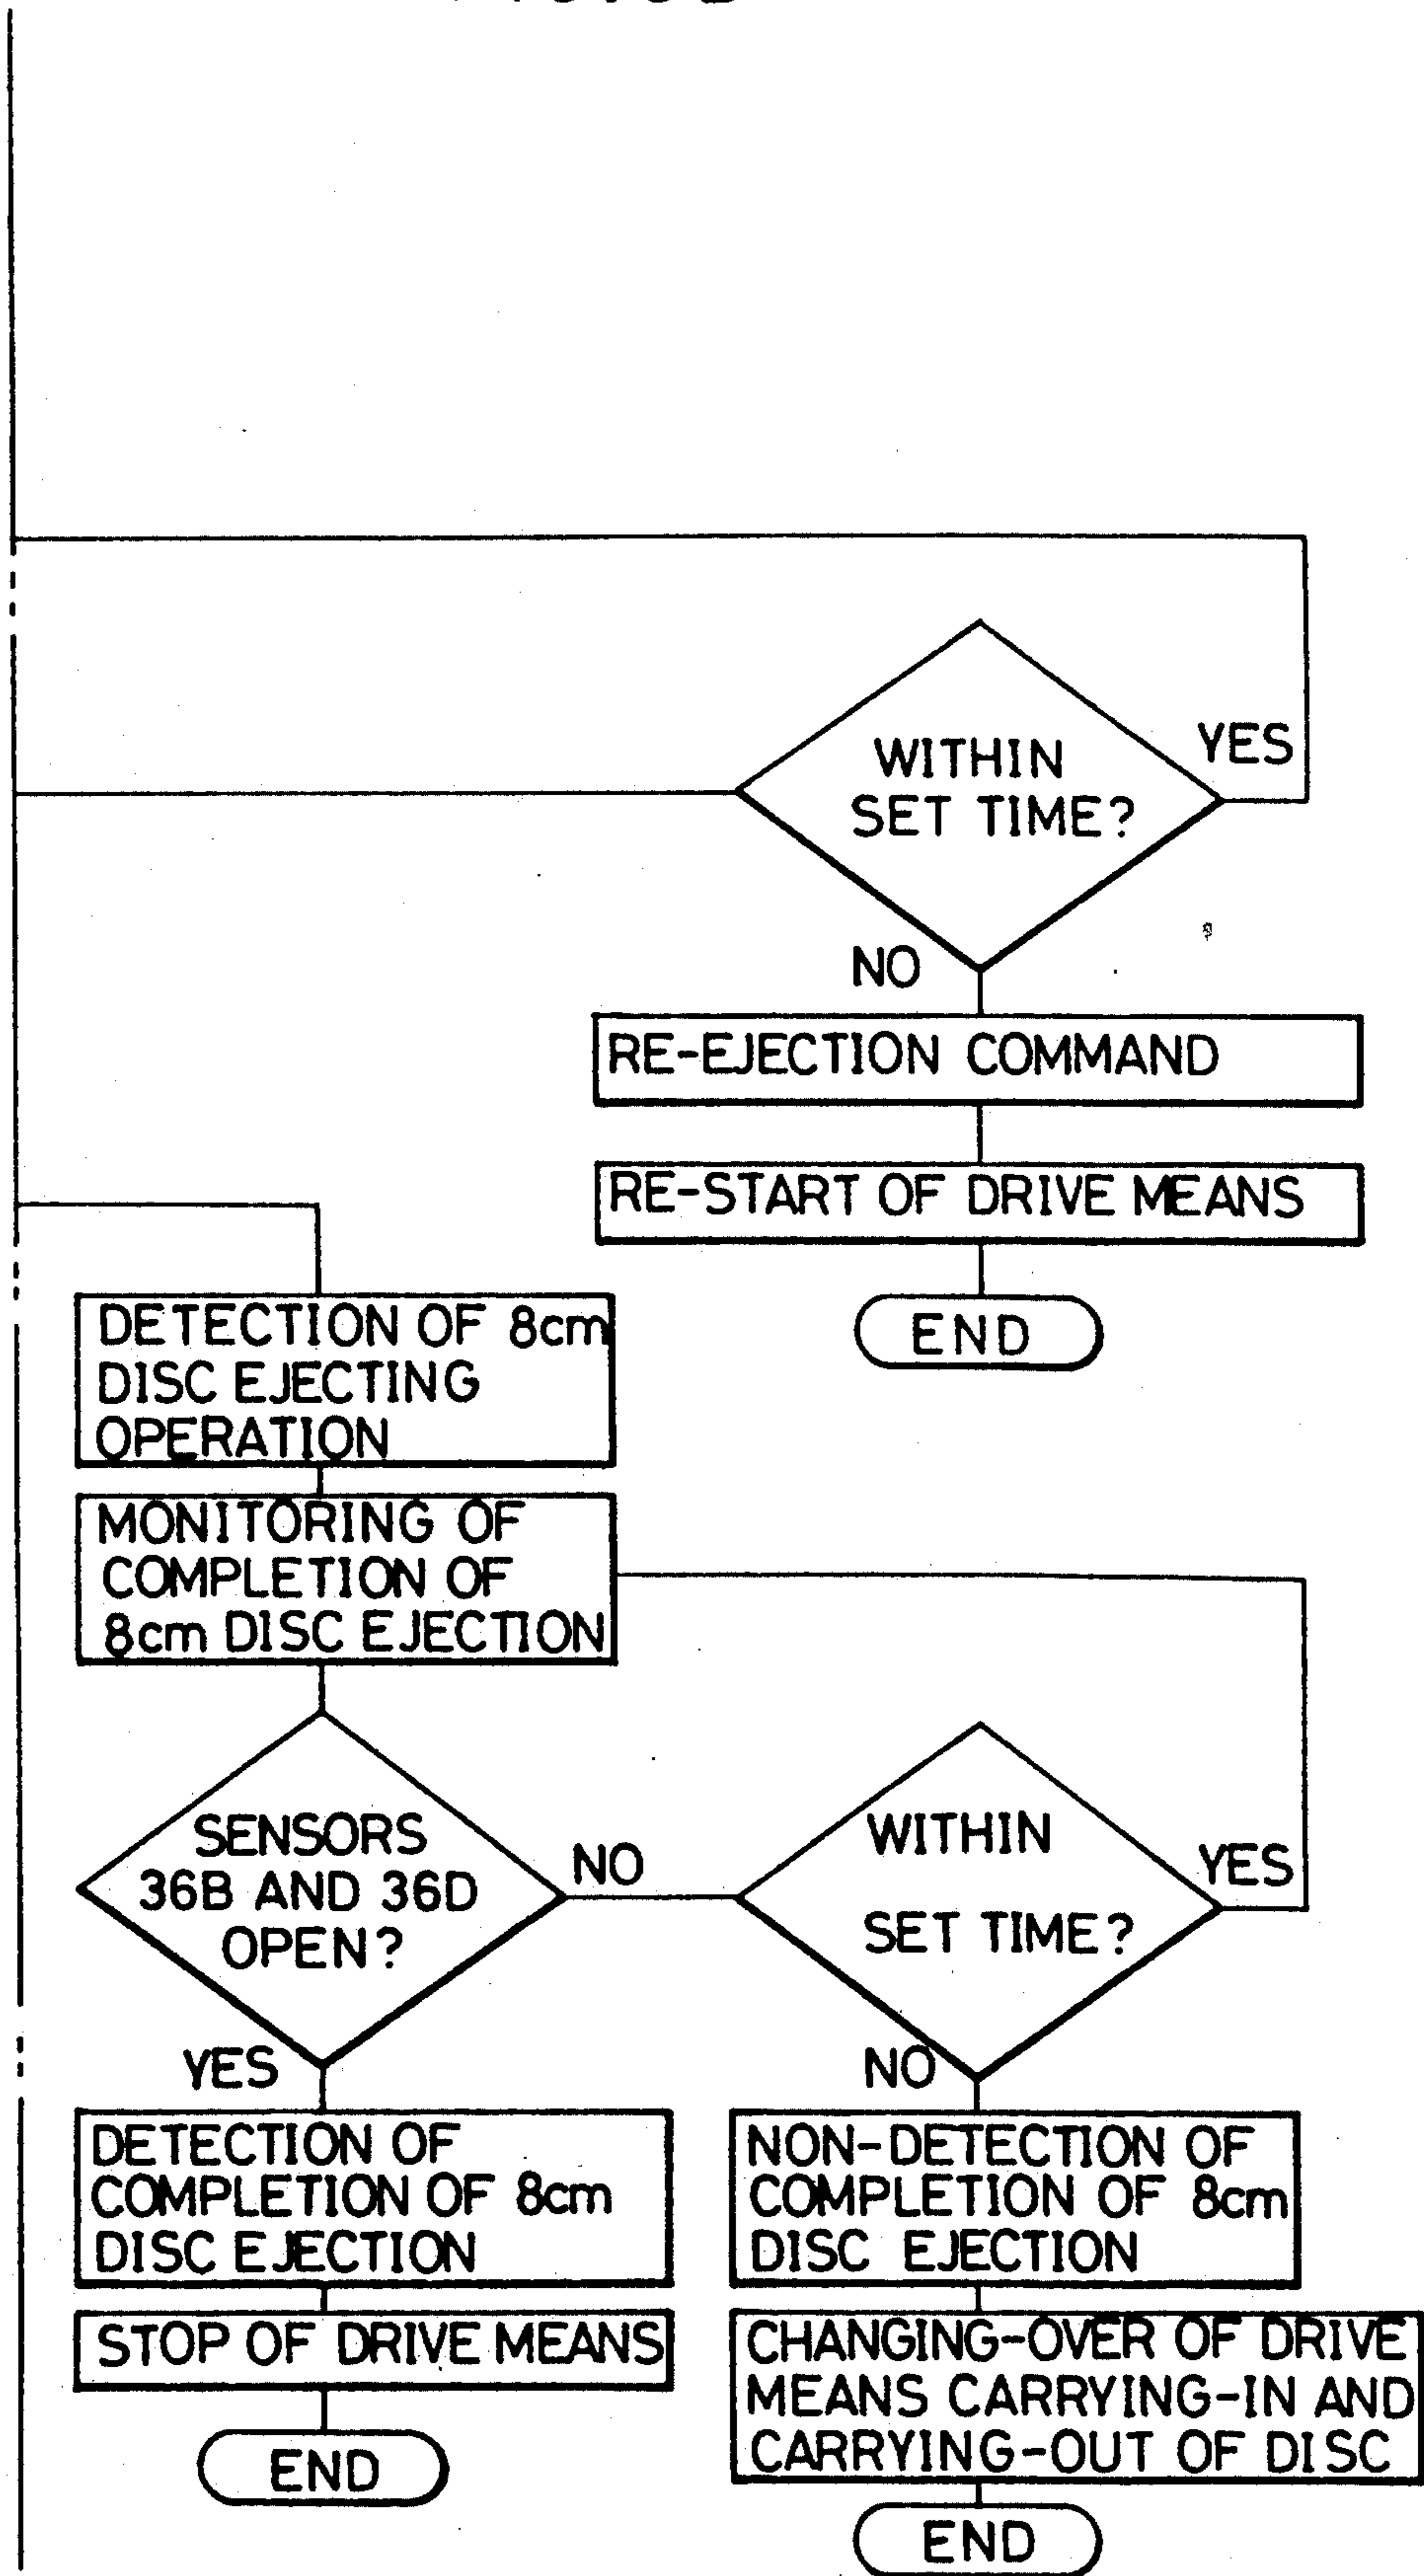 WITHIN
SET TIME?
YES
NO
RE-EJECTION COMMAND
RE-START OF DRIVE MEANS
END
DETECTION OF 8cm
DISC EJECTING
OPERATION
MONITORING OF
COMPLETION OF
8cm DISC EJECTION
SENSORS
36B AND 36D
OPEN?
NO
YES
WITHIN
SET TIME?
YES
NO
DETECTION OF
COMPLETION OF 8cm
DISC EJECTION
STOP OF DRIVE MEANS
END
NON-DETECTION OF
COMPLETION OF 8cm
DISC EJECTION
CHANGING-OVER OF DRIVE
MEANS CARRYING-IN AND
CARRYING-OUT OF DISC
END